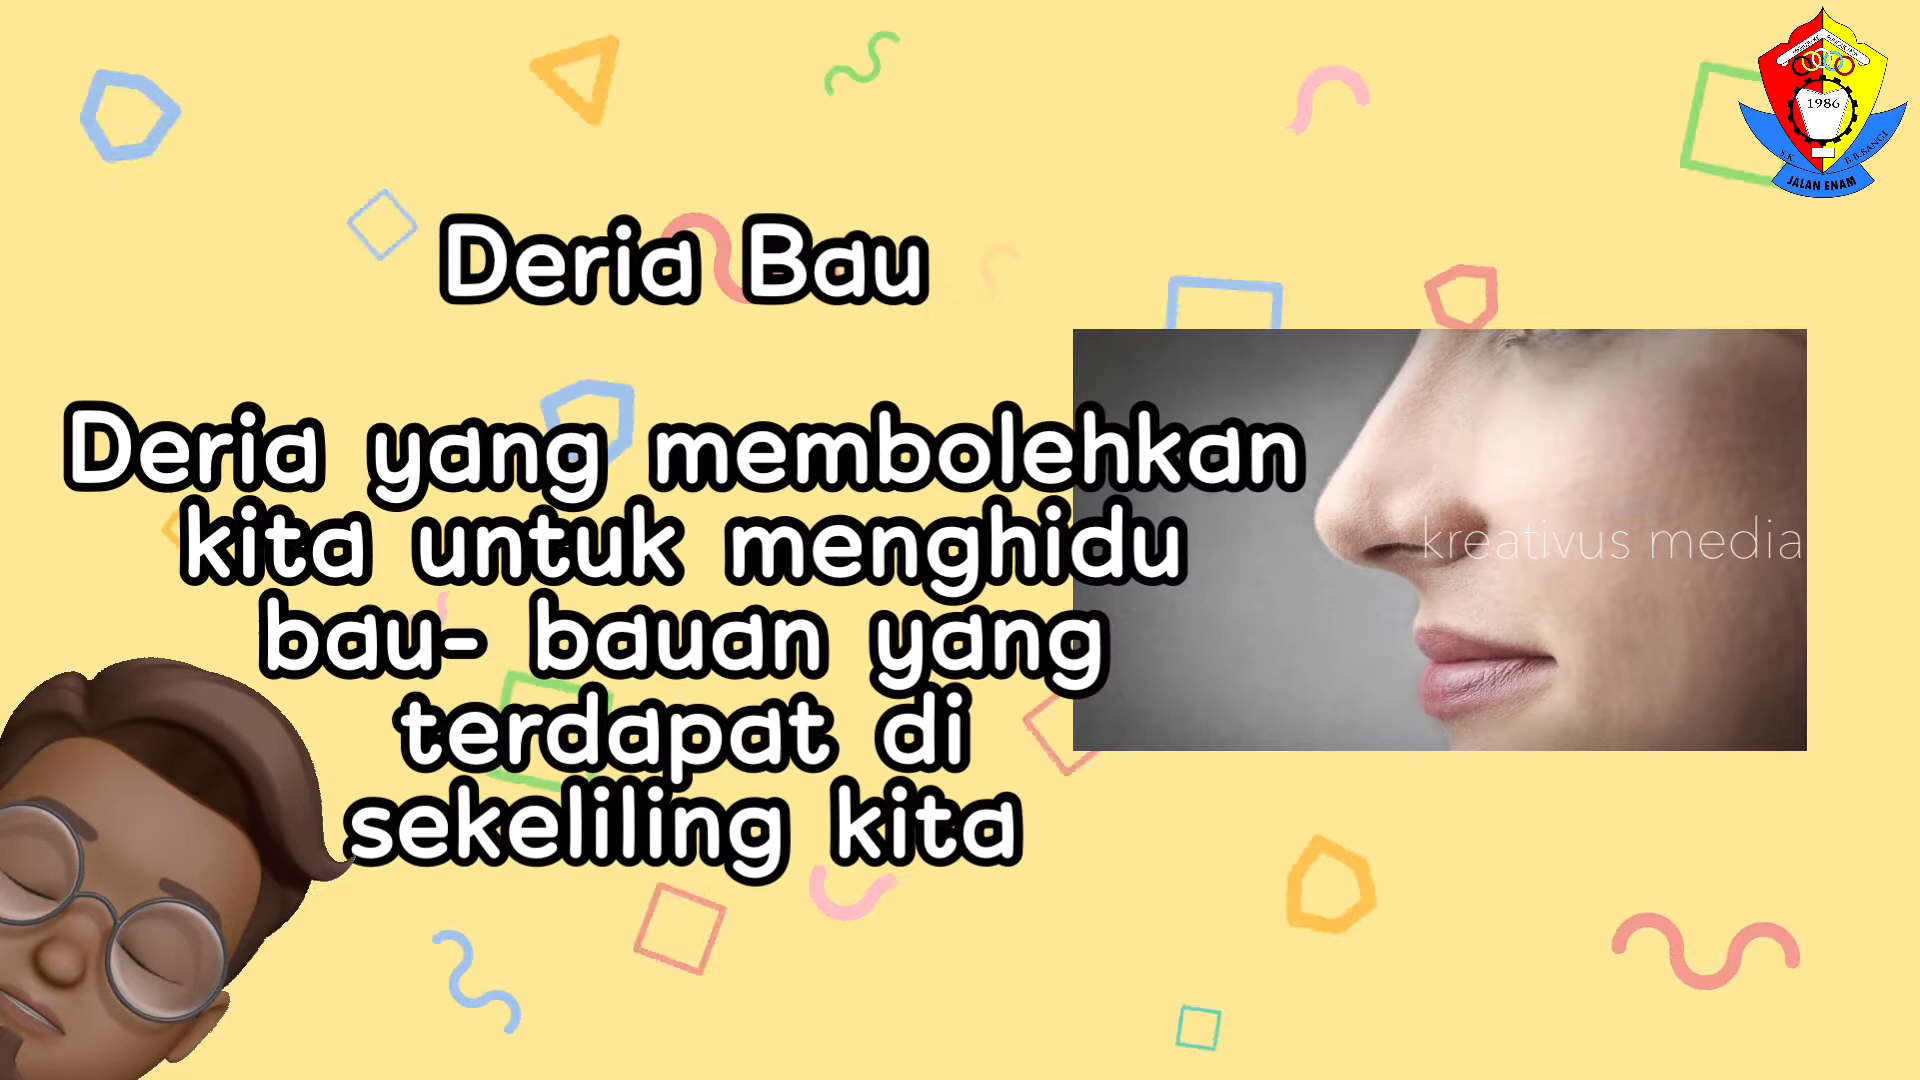 1986
S.K.
B.B.BANGI
JALAN ENAM
Deria Bau
Deria yang membolehkan
kita untuk menghidu
bau- bauan yang
terdapat di
sekeliling kita
kreativus media